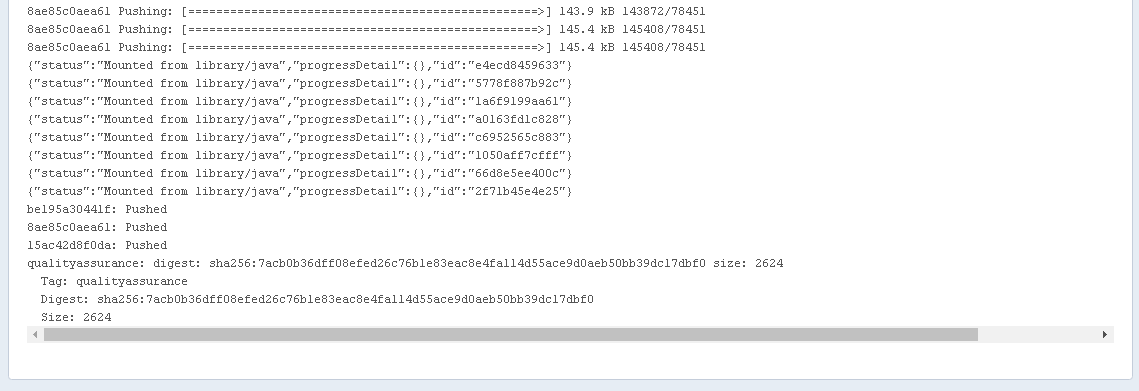 8ae85c0aea61 Pushing: [==================================================>] 143.9 kB 143872/78451
8ae85c0aea61 Pushing: [==================================================>] 145.4 kB 145408/78451
8ae85c0aea61 Pushing: [==================================================>] 145.4 kB 145408/78451
{"status":"Mounted from library/java","progressDetail":{},"id":"e4ecd8459633"}
{"status":"Mounted from library/java","progressDetail":{},"id":"5778f887b92c"}
{"status":"Mounted from library/java","progressDetail":{},"id":"1a6f9199aa61"}
{"status":"Mounted from library/java","progressDetail":{},"id":"a0163fd1c828"}
{"status":"Mounted from library/java","progressDetail":{},"id":"c6952565c883"}
{"status":"Mounted from library/java","progressDetail":{},"id":"1050aff7cfff"}
{"status":"Mounted from library/java","progressDetail":{},"id":"66d8e5ee400c"}
{"status":"Mounted from library/java","progressDetail":{},"id":"2f71b45e4e25"}
be195a30441f: Pushed
8ae85c0aea61: Pushed
15ac42d8f0da: Pushed
qualityassurance: digest: sha256:7acb0b36dff08efed26c76b1e83eac8e4fa114d55ace9d0aeb50bb39dc17dbf0 size: 2624
Tag: qualityassurance
Digest: sha256:7acb0b36dff08efed26c76b1e83eac8e4fa114d55ace9d0aeb50bb39dc17dbf0
Size: 2624